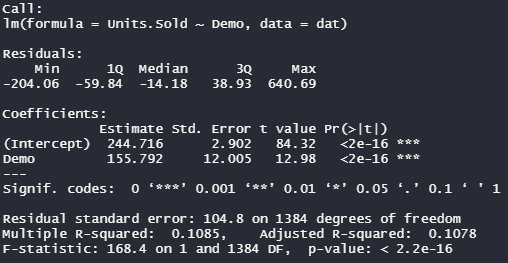 Call:
lm(formula = Units.Sold ~ Demo, data = dat)
Residuals:
Min 1Q Median 3Q Max
-204.06 -59.84 -14.18 38.93 640.69
Coefficients:
Estimate Std. Error t value Pr(>|t|)
(Intercept) 244.716 2.902 84.32 <2e-16 ***
Demo 155.792 12.005 12.98 <2e-16 ***
---
Signif. codes: 0 ‘***’ 0.001 ‘**’ 0.01 ‘*’ 0.05 ‘.’ 0.1 ‘ ’ 1
Residual standard error: 104.8 on 1384 degrees of freedom
Multiple R-squared: 0.1085, Adjusted R-squared: 0.1078
F-statistic: 168.4 on 1 and 1384 DF, p-value: < 2.2e-16